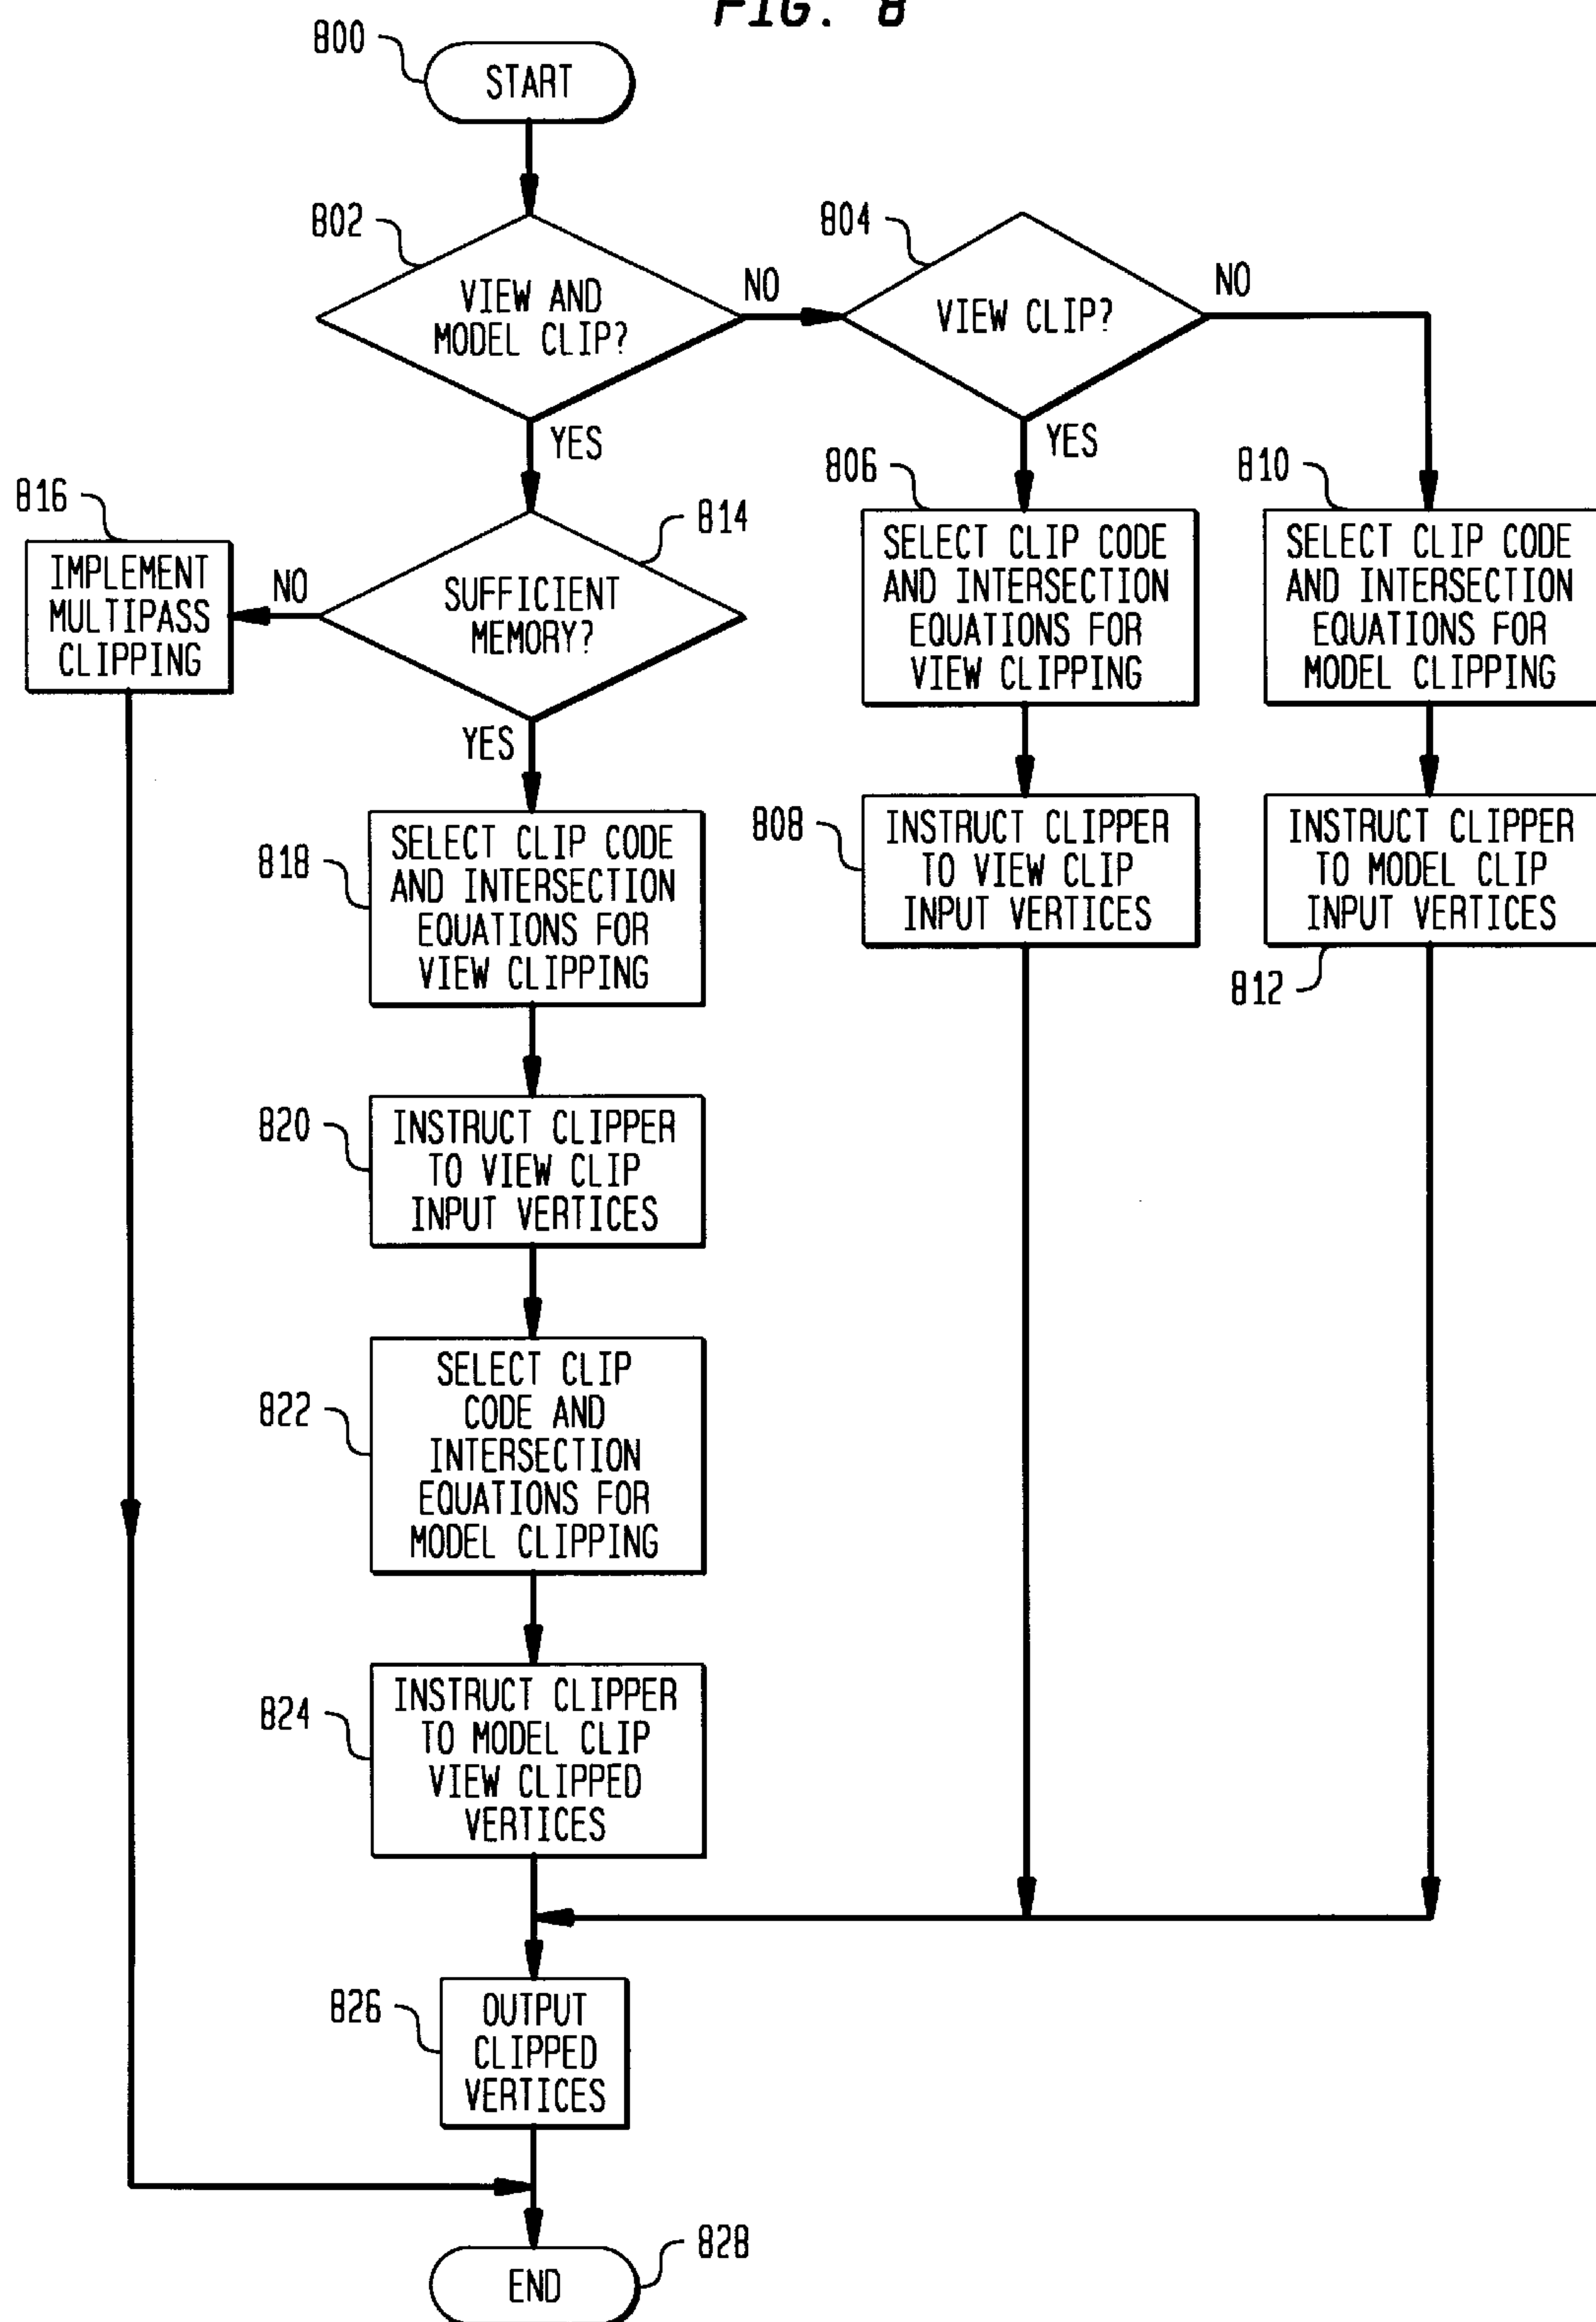 FIG. 8
800
START
802
VIEW AND
MODEL CLIP?
NO
804
VIEW CLIP?
NO
YES
YES
816
IMPLEMENT
MULTIPASS
CLIPPING
NO
814
SUFFICIENT
MEMORY?
YES
806
SELECT CLIP CODE
AND INTERSECTION
EQUATIONS FOR
VIEW CLIPPING
810
SELECT CLIP CODE
AND INTERSECTION
EQUATIONS FOR
MODEL CLIPPING
818
SELECT CLIP CODE
AND INTERSECTION
EQUATIONS FOR
VIEW CLIPPING
808
INSTRUCT CLIPPER
TO VIEW CLIP
INPUT VERTICES
INSTRUCT CLIPPER
TO MODEL CLIP
INPUT VERTICES
812
820
INSTRUCT CLIPPER
TO VIEW CLIP
INPUT VERTICES
822
SELECT CLIP
CODE AND
INTERSECTION
EQUATIONS FOR
MODEL CLIPPING
824
INSTRUCT CLIPPER
TO MODEL CLIP
VIEW CLIPPED
VERTICES
826
OUTPUT
CLIPPED
VERTICES
828
END